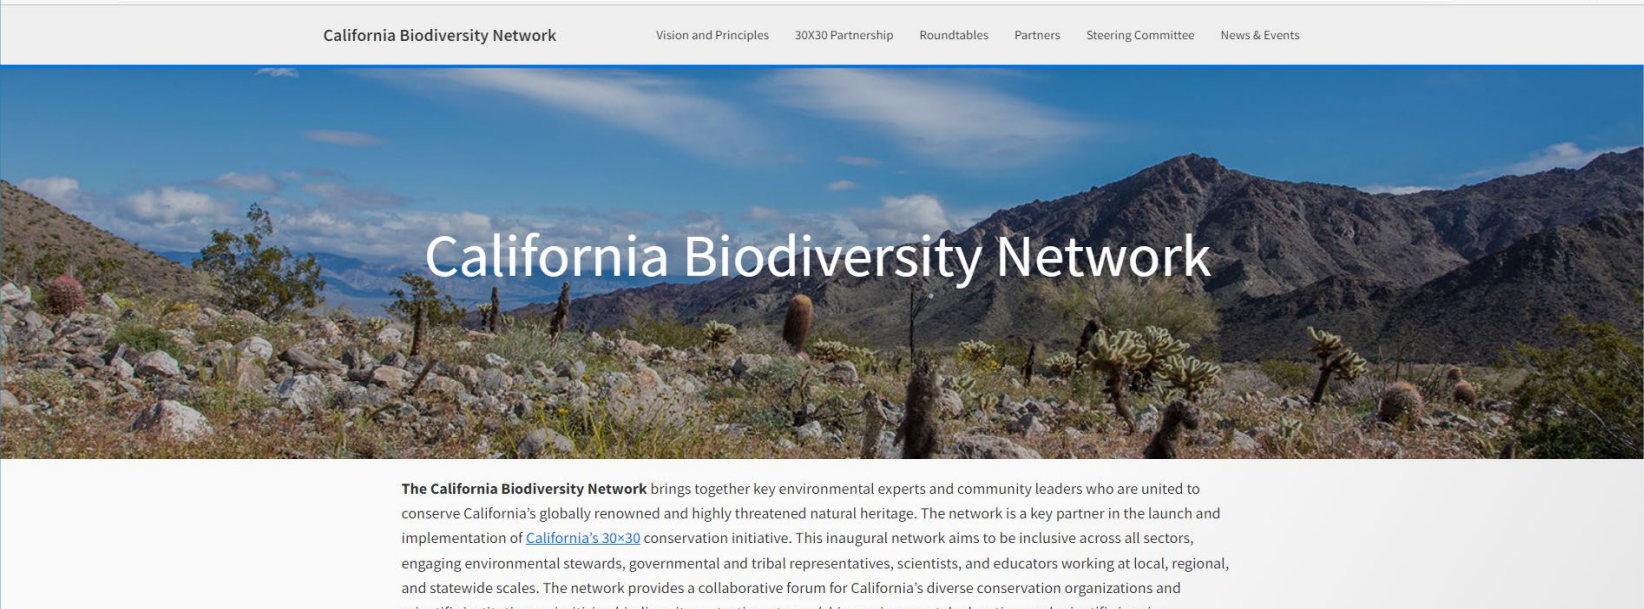 California Biodiversity Network
Vision and Principles
30X30 Partnership
Roundtables
Partners
Steering Committee
News & Events
California Biodiversity Network
The California Biodiversity Network brings together key environmental experts and community leaders who are united to
conserve California’s globally renowned and highly threatened natural heritage. The network is a key partner in the launch and
implementation of California’s 30×30 conservation initiative. This inaugural network aims to be inclusive across all sectors,
engaging environmental stewards, governmental and tribal representatives, scientists, and educators working at local, regional,
and statewide scales. The network provides a collaborative forum for California’s diverse conservation organizations and